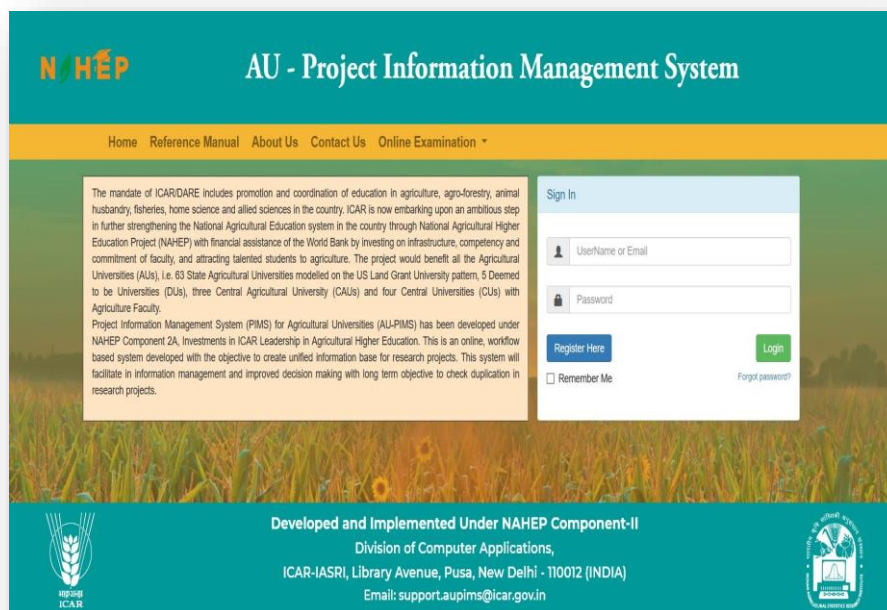 NAHEP
AU - Project Information Management System
Home Reference Manual About Us Contact Us Online Examination
The mandate of ICAR/DARE includes promotion and coordination of education in agriculture, agro-forestry, animal
husbandry, fisheries, home science and allied sciences in the country. ICAR is now embarking upon an ambitious step
in further strengthening the National Agricultural Education system in the country through National Agricultural Higher
Education Project (NAHEP) with financial assistance of the World Bank by investing on infrastructure, competency and
commitment of faculty, and attracting talented students to agriculture. The project would benefit all the Agricultural
Universities (AUs), i.e. 63 State Agricultural Universities modelled on the US Land Grant University pattern, 5 Deemed
to be Universities (DUs), three Central Agricultural University (CAUs) and four Central Universities (CUs) with
Agriculture Faculty.
Project Information Management System (PIMS) for Agricultural Universities (AU-PIMS) has been developed under
NAHEP Component 2A, Investments in ICAR Leadership in Agricultural Higher Education. This is an online, workflow
based system developed with the objective to create unified information base for research projects. This system will
facilitate in information management and improved decision making with long term objective to check duplication in
research projects.
Sign In
UserName or Email
Password
Register Here Login
Remember Me Forgot password?
Developed and Implemented Under NAHEP Component-II
Division of Computer Applications,
ICAR-IASRI, Library Avenue, Pusa, New Delhi - 110012 (INDIA)
Email: support.aupims@icar.gov.in
भाकृअनुप
ICAR